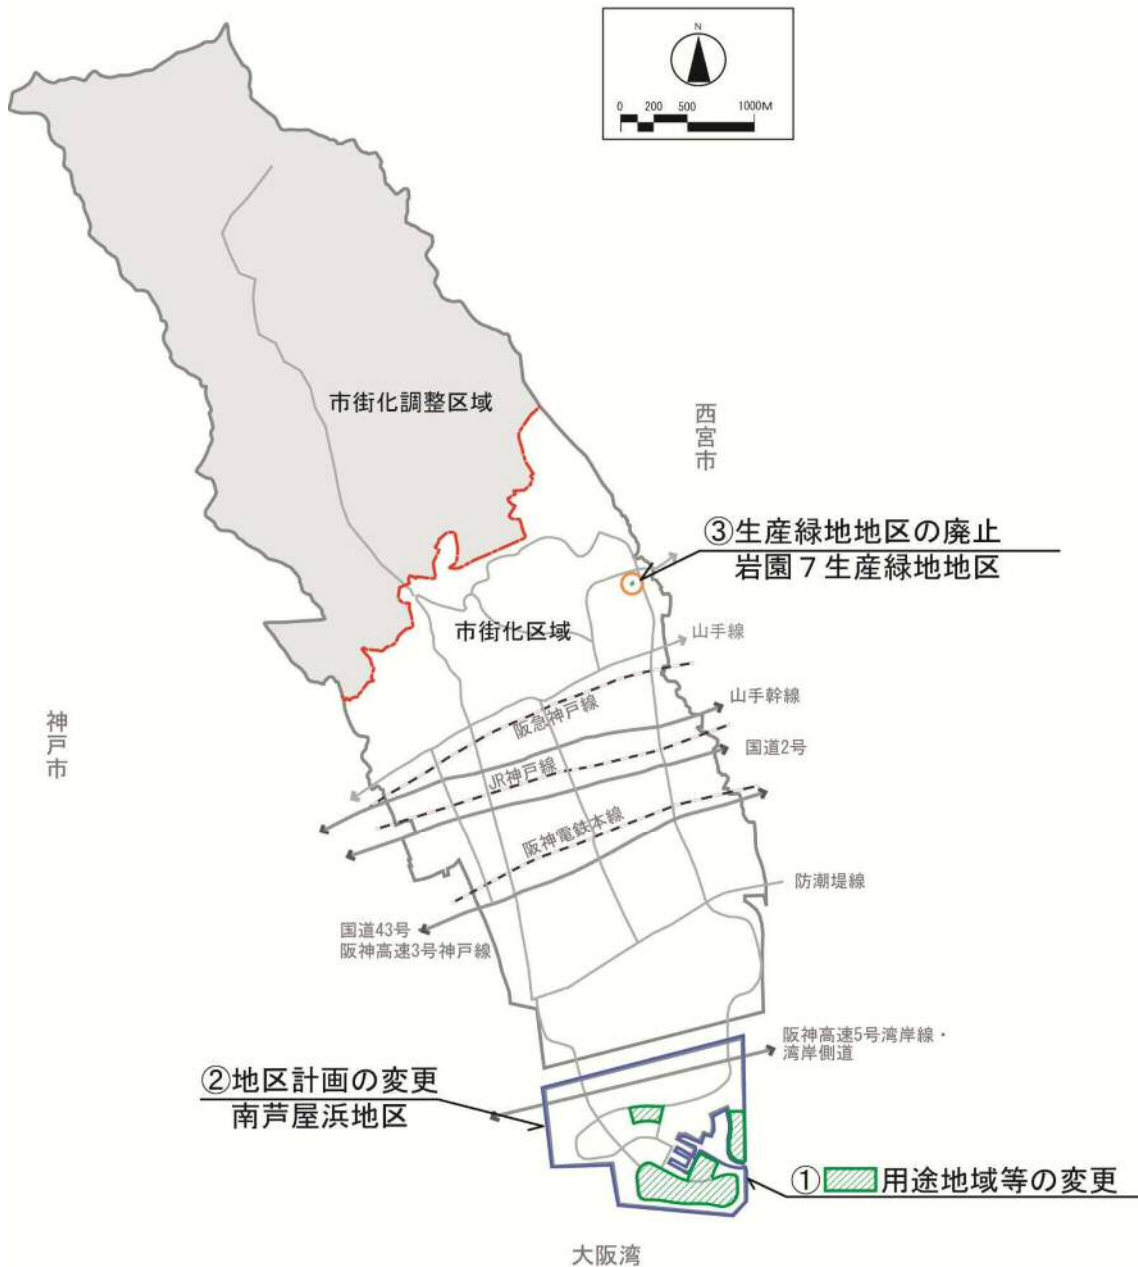 N
0 200 500 1000M
市街化調整区域
西宮市
③生産緑地地区の廃止
岩園7生産緑地地区
市街化区域
山手線
神戸市
阪急神戸線
山手幹線
JR神戸線
国道2号
阪神電鉄本線
防潮堤線
国道43号
阪神高速3号神戸線
阪神高速5号湾岸線・
湾岸側道
②地区計画の変更
南芦屋浜地区
①用途地域等の変更
大阪湾